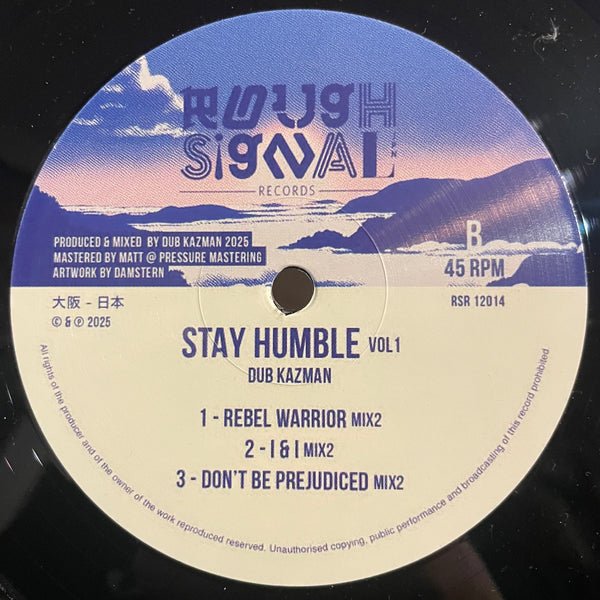 ROUGH
SIGNAL JPN
RECORDS
PRODUCED & MIXED BY DUB KAZMAN 2025
MASTERED BY MATT @ PRESSURE MASTERING
ARTWORK BY DAMSTERN
B
45 RPM
大阪 - 日本
RSR 12014
© & ℗ 2025
STAY HUMBLE VOL1
DUB KAZMAN
1 - REBEL WARRIOR MIX2
2 - I & I MIX2
3 - DON'T BE PREJUDICED MIX2
All rights of the producer and of the owner of the work reproduced reserved. Unauthorised copying, public performance and broadcasting of this record prohibited